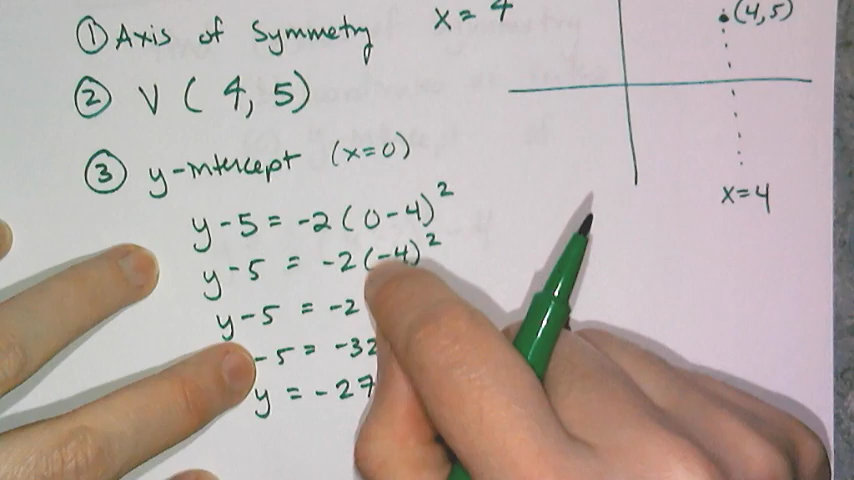 ① Axis of Symmetry x = 4
② V ( 4, 5)
③ y-intercept (x=0)
y - 5 = -2 ( 0 - 4)²
y - 5 = -2 (-4)²
y - 5 = -2
- 5 = -32
y = -27
(4,5)
x=4